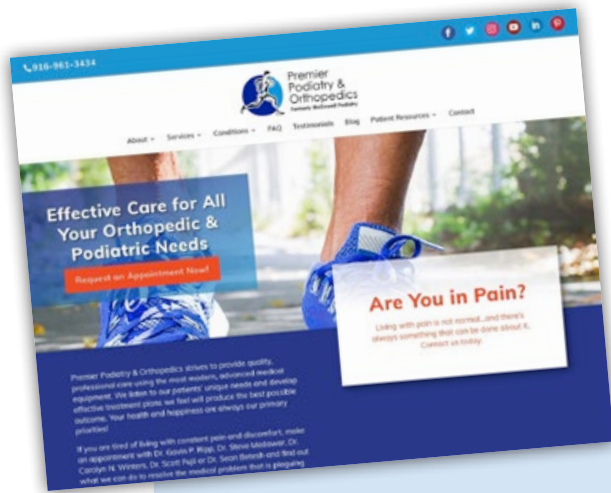 916-961-3434
Premier
Podiatry &
Orthopedics
Formerly McDowell Podiatry
About Services Conditions FAQ Testimonials Blog Patient Resources Contact
Effective Care for All
Your Orthopedic &
Podiatric Needs
Request an Appointment Now!
Are You in Pain?
Living with pain is not normal...and there's
always something that can be done about it.
Contact us today.
Premier Podiatry & Orthopedics strives to provide quality,
professional care using the most modern, advanced medical
equipment. We listen to our patients' unique needs and develop
effective treatment plans we feel will produce the best possible
outcome. Your health and happiness are always our primary
priorities!
If you are tired of living with constant pain and discomfort, make
an appointment with Dr. Gavin P. Ripp, Dr. Steve Medawar, Dr.
Carolyn N. Winters, Dr. Scott Fujii or Dr. Sean Beteish and find out
what we can do to resolve the medical problem that is plaguing